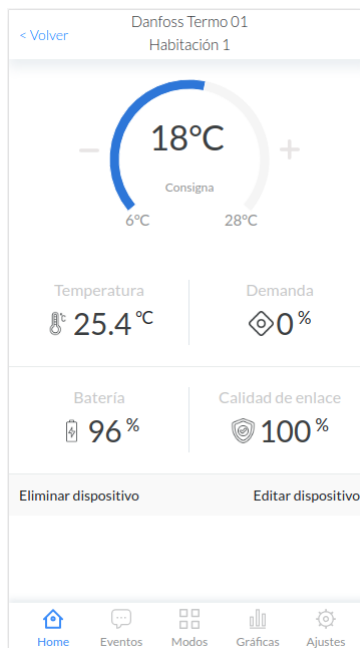 Danfoss Termo 01
< Volver
Habitación 1
18°C
Consigna
6°C 28°C
Temperatura Demanda
25.4 °C 0 %
Batería Calidad de enlace
96 % 100 %
Eliminar dispositivo Editar dispositivo
Home Eventos Modos Gráficas Ajustes